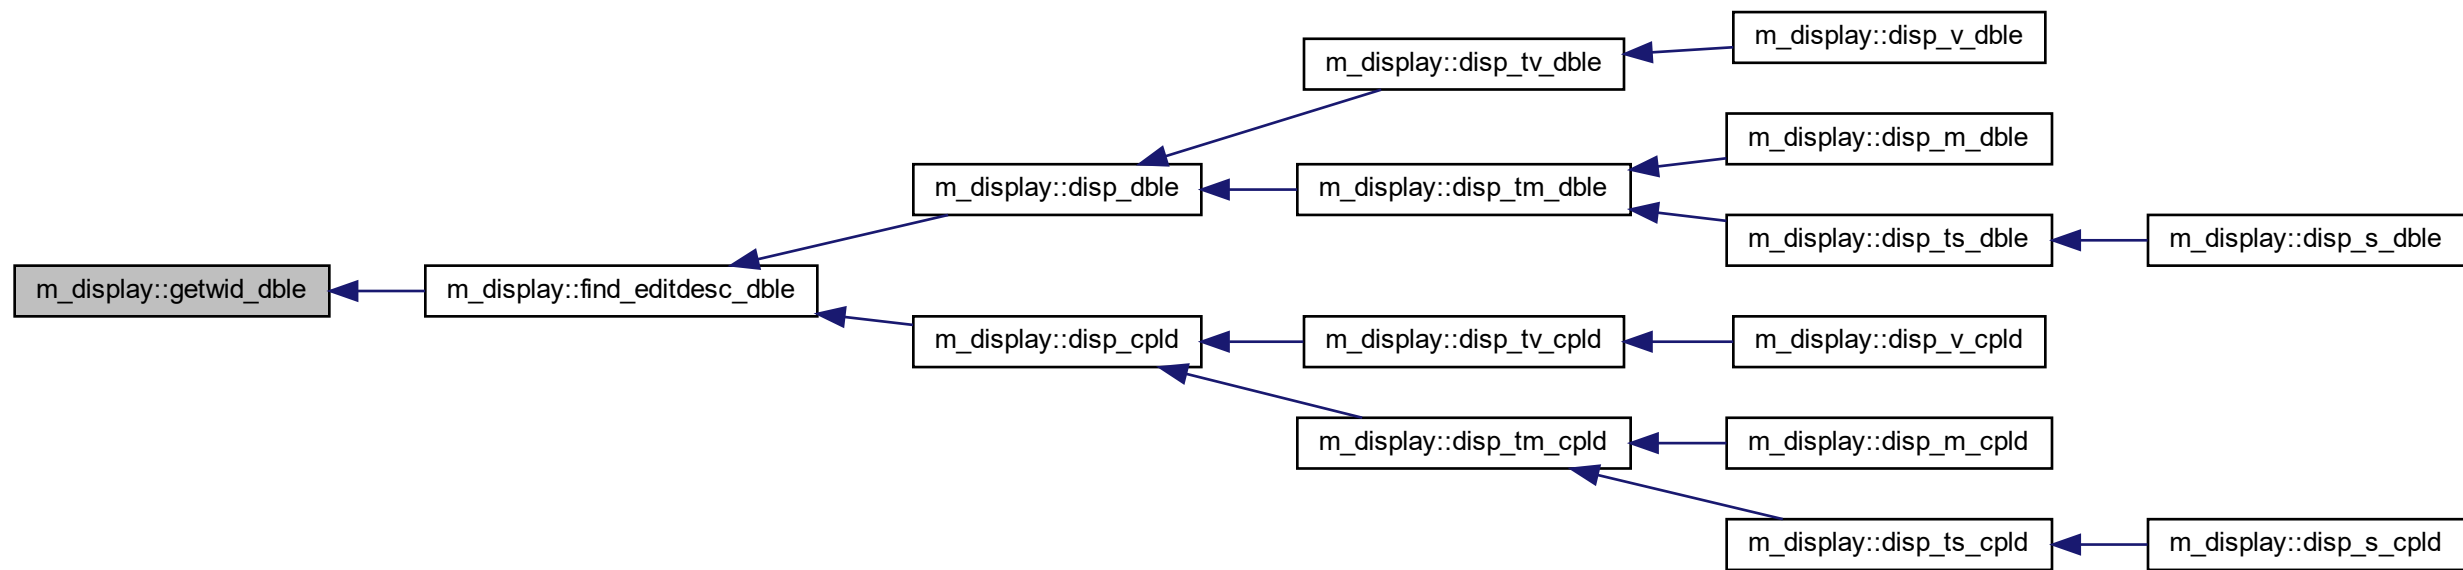 m_display::disp_v_dble
m_display::disp_tv_dble
m_display::disp_m_dble
m_display::disp_dble
m_display::disp_tm_dble
m_display::disp_ts_dble
m_display::disp_s_dble
m_display::getwid_dble
m_display::find_editdesc_dble
m_display::disp_cpld
m_display::disp_tv_cpld
m_display::disp_v_cpld
m_display::disp_tm_cpld
m_display::disp_m_cpld
m_display::disp_ts_cpld
m_display::disp_s_cpld